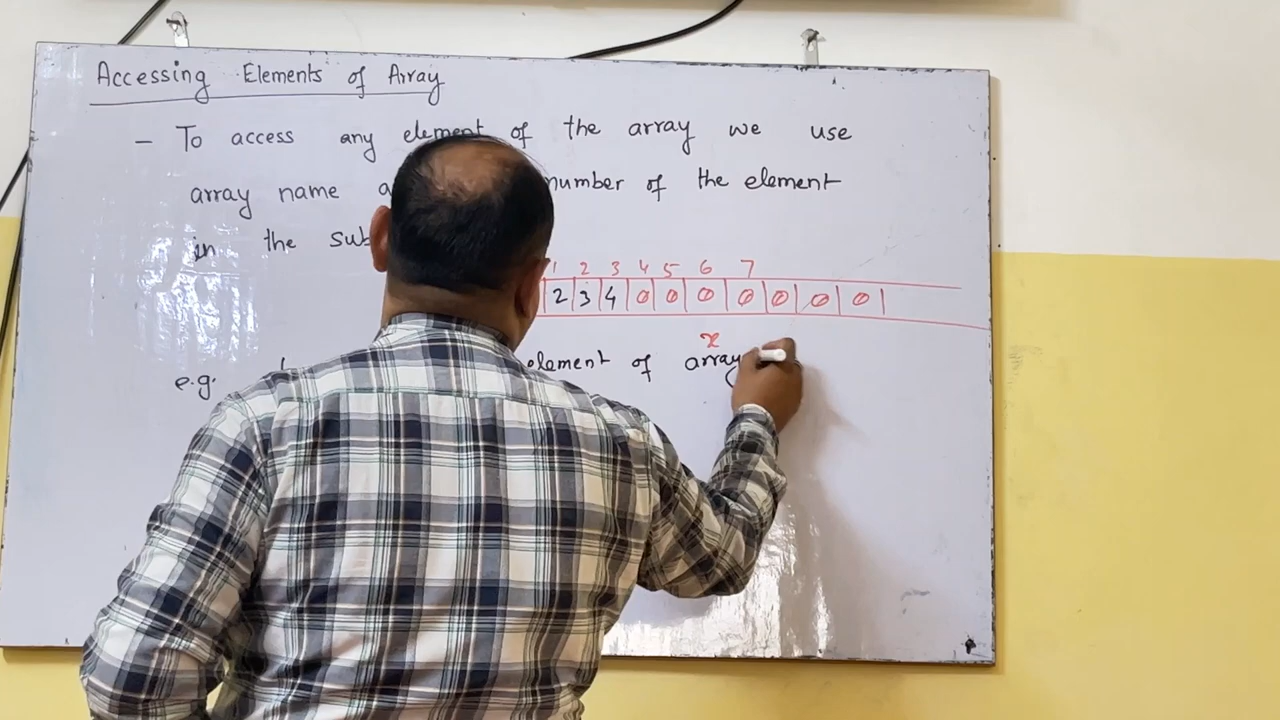 Accessing Elements of Array
- To access any element of the array we use
array name number of the element
in the sub
1 2 3 4 5 6 7
2 3 4 0 0 0 0 0 0 0
x
e.g. element of array